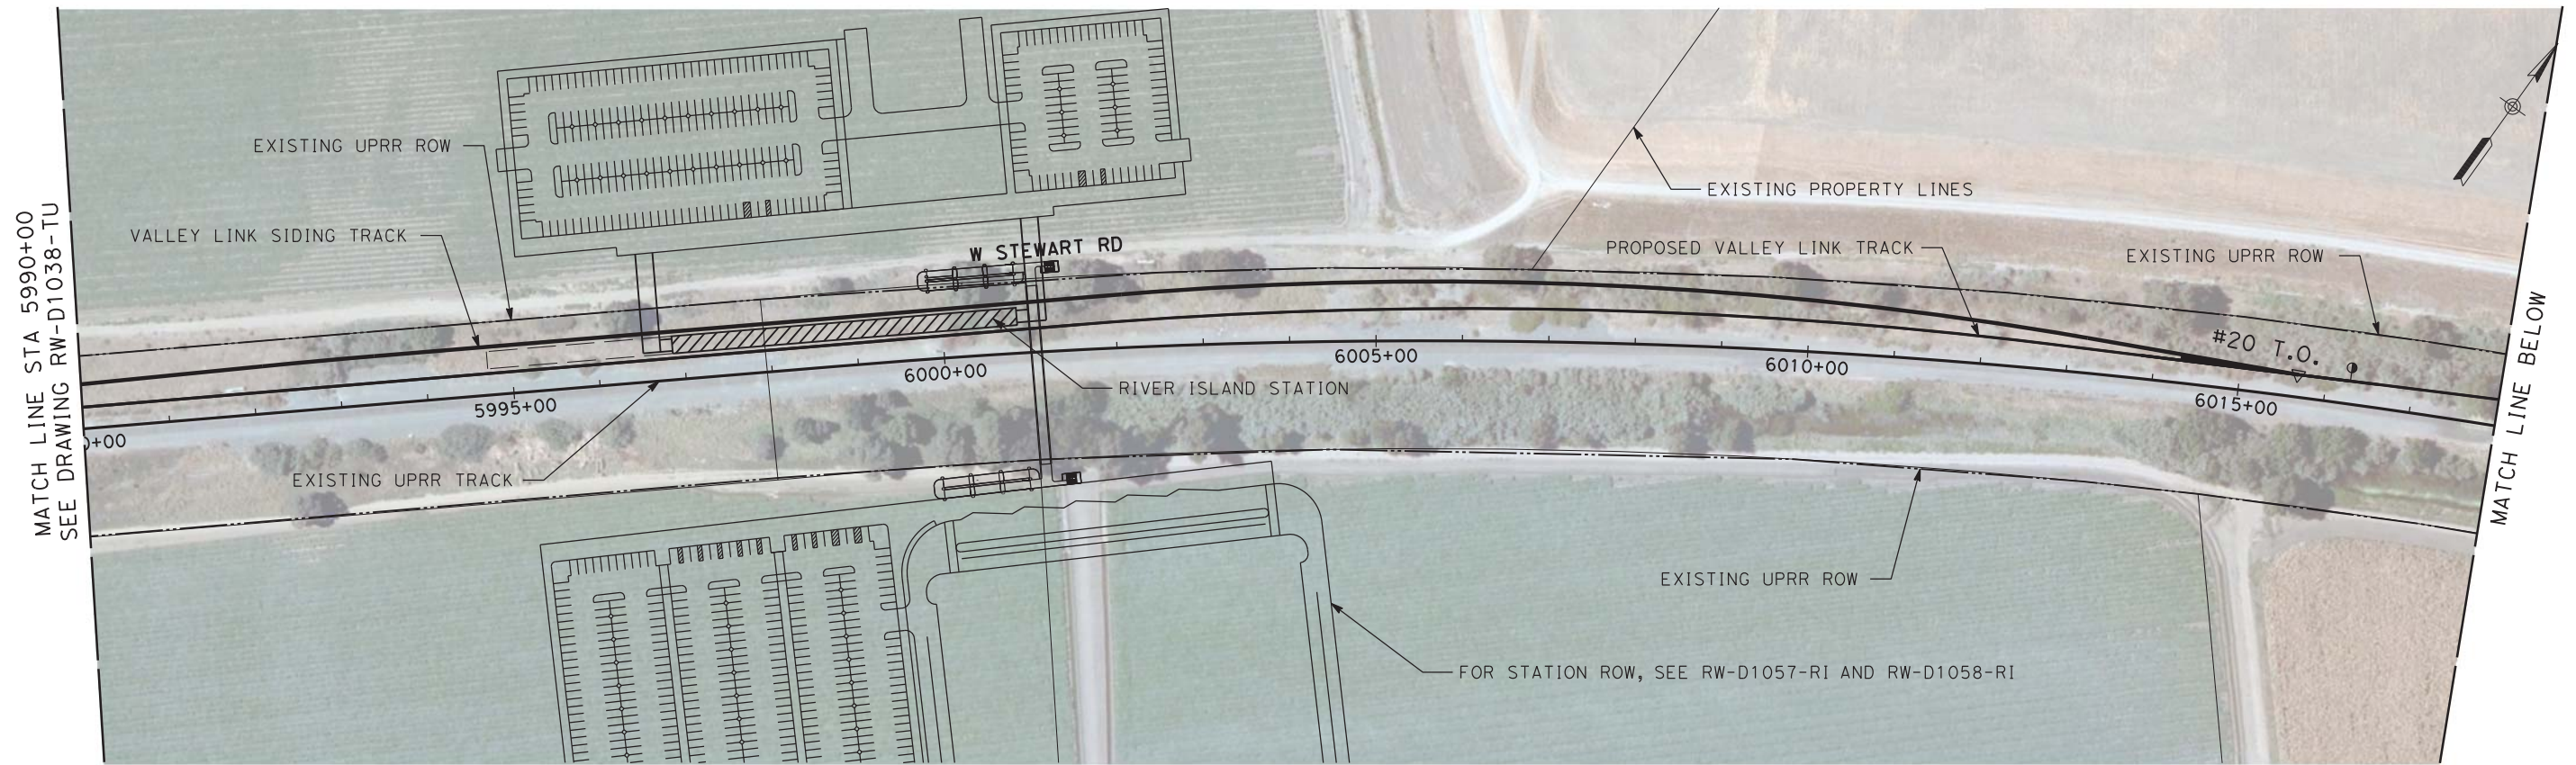 MATCH LINE STA 5990+00
SEE DRAWING RW-D1038-TU
EXISTING UPRR ROW
VALLEY LINK SIDING TRACK
W STEWART RD
EXISTING PROPERTY LINES
PROPOSED VALLEY LINK TRACK
EXISTING UPRR ROW
#20 T.O.
0+00
5995+00
6000+00
6005+00
6010+00
6015+00
RIVER ISLAND STATION
EXISTING UPRR TRACK
EXISTING UPRR ROW
FOR STATION ROW, SEE RW-D1057-RI AND RW-D1058-RI
MATCH LINE BELOW